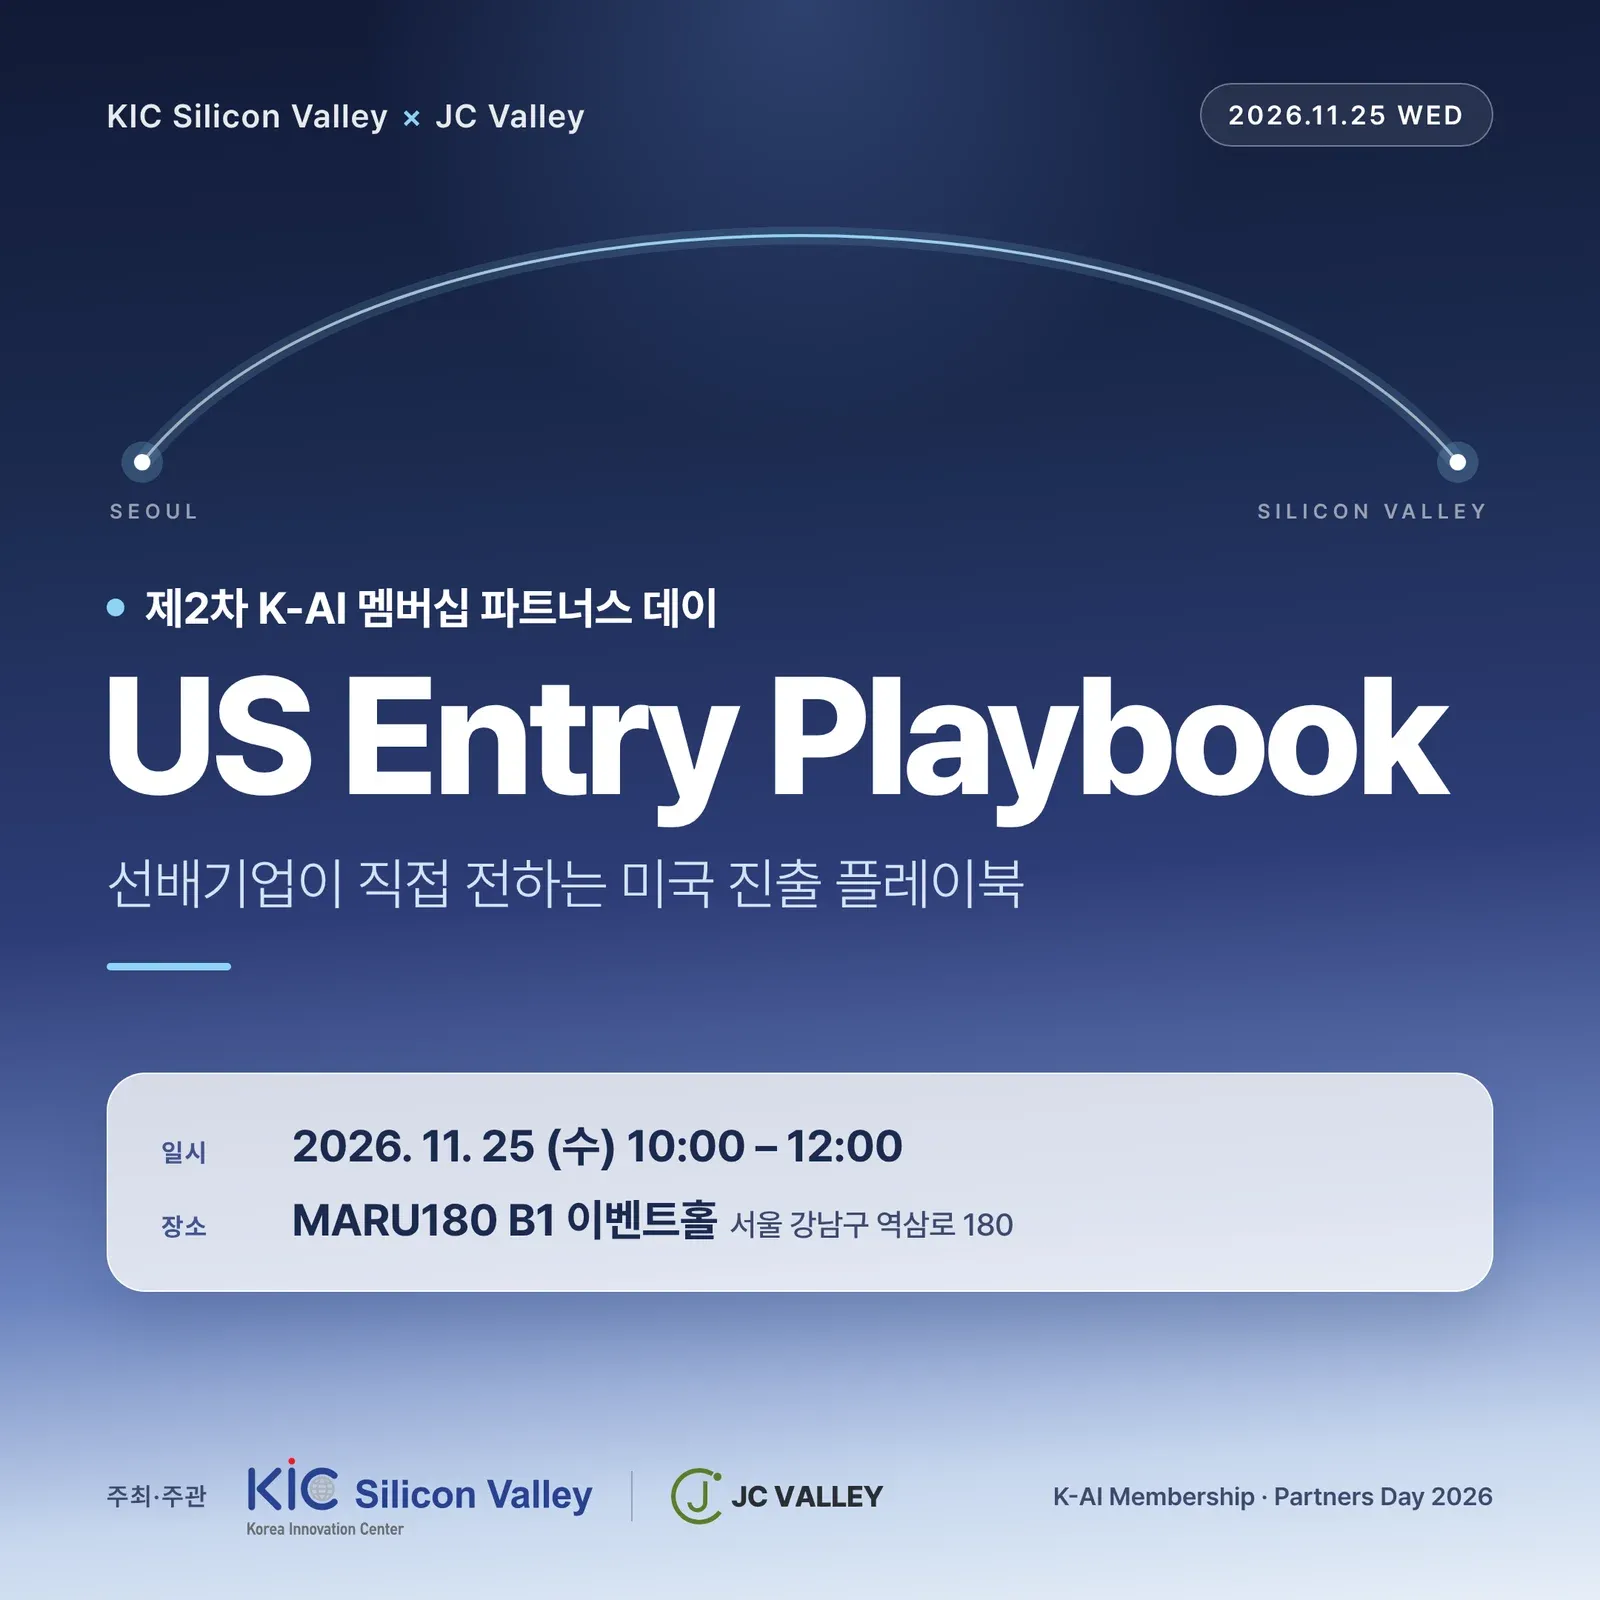 KIC Silicon Valley × JC Valley
2026.11.25 WED
SEOUL
SILICON VALLEY
제2차 K-AI 멤버십 파트너스 데이
US Entry Playbook
선배기업이 직접 전하는 미국 진출 플레이북
일시 2026. 11. 25 (수) 10:00 – 12:00
장소 MARU180 B1 이벤트홀 서울 강남구 역삼로 180
주최·주관
KIC Silicon Valley
Korea Innovation Center
JC VALLEY
K-AI Membership · Partners Day 2026